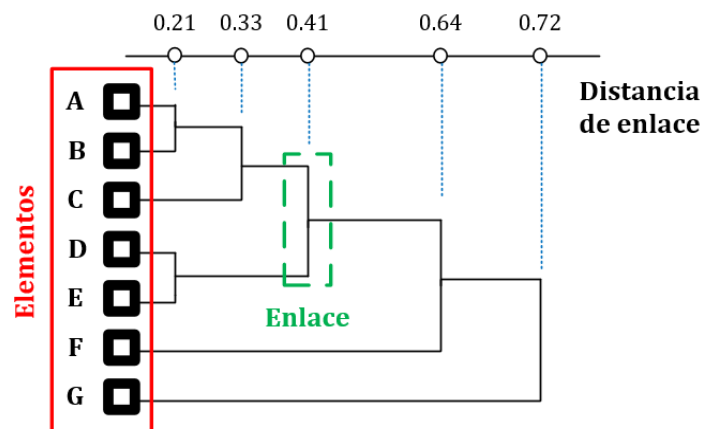 0.21 0.33 0.41 0.64 0.72
Distancia
de enlace
A
B
C
D
E
F
G
Elementos
Enlace